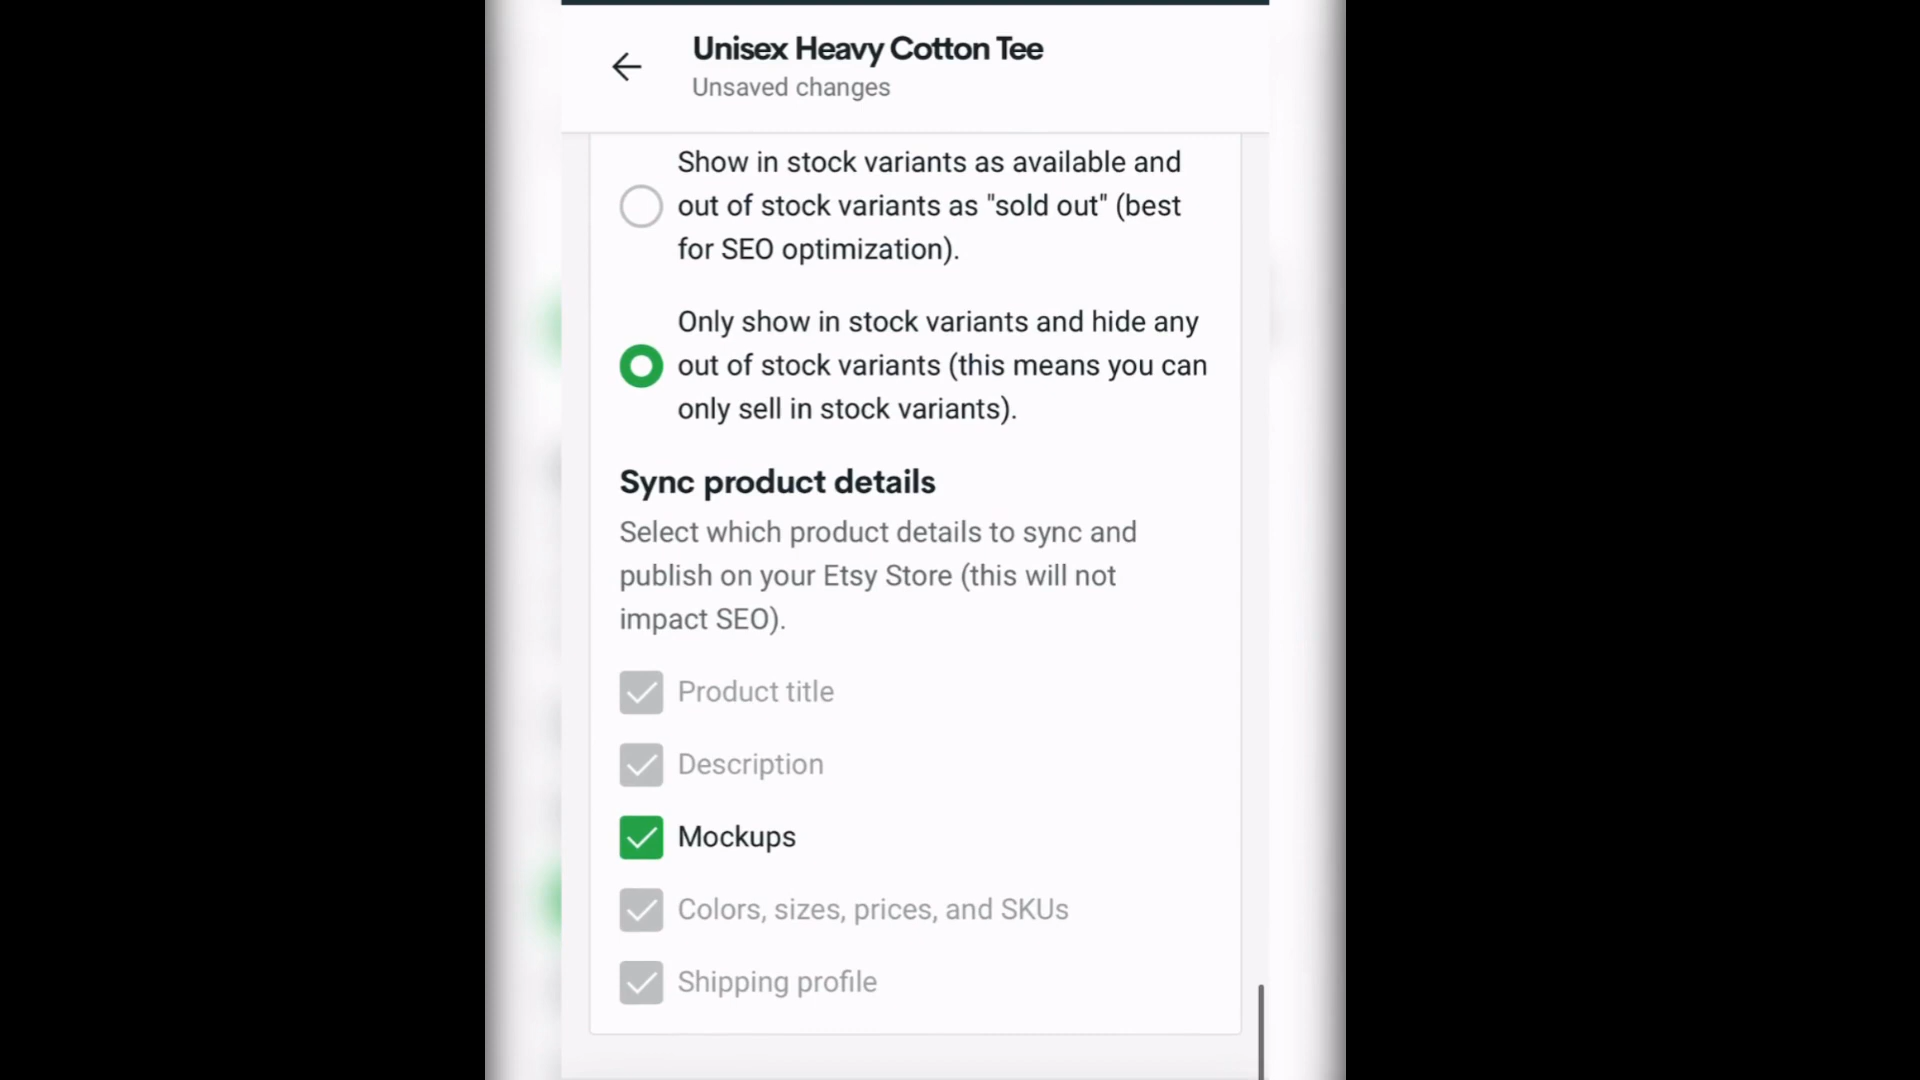 Unisex Heavy Cotton Tee
Unsaved changes
Show in stock variants as available and
out of stock variants as "sold out" (best
for SEO optimization).
Only show in stock variants and hide any
out of stock variants (this means you can
only sell in stock variants).
Sync product details
Select which product details to sync and
publish on your Etsy Store (this will not
impact SEO).
Product title
Description
Mockups
Colors, sizes, prices, and SKUs
Shipping profile